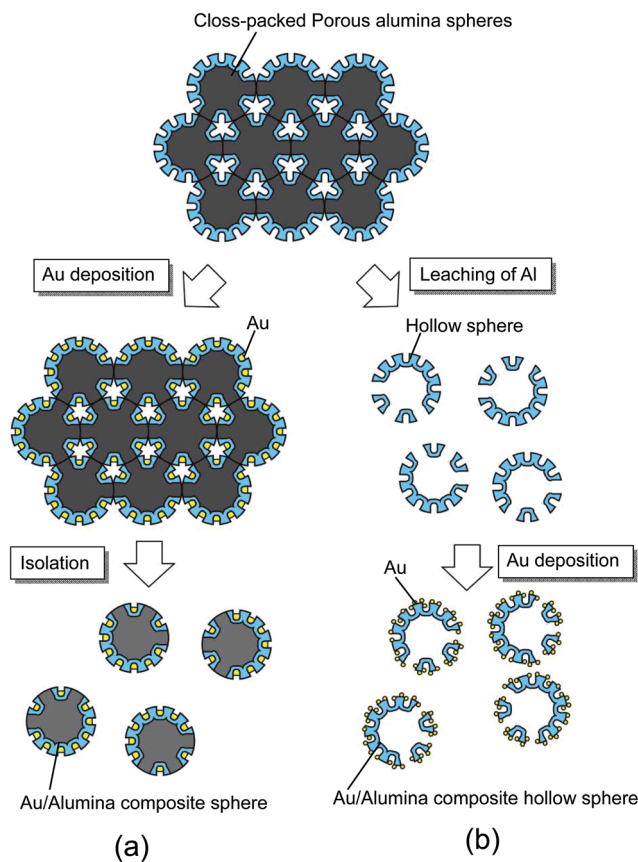 Closs-packed Porous alumina spheres
Au deposition
Leaching of Al
Au
Hollow sphere
Isolation
Au
Au deposition
Au/Alumina composite sphere
Au/Alumina composite hollow sphere
(a)
(b)